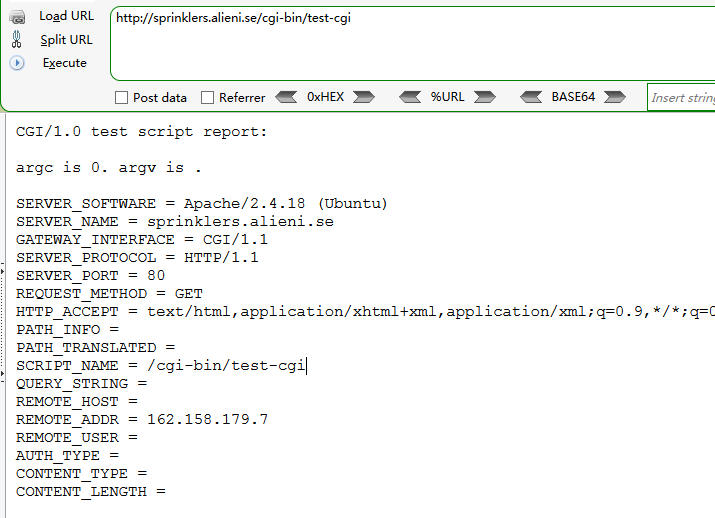 Load URL
http://sprinklers.alieni.se/cgi-bin/test-cgi
Split URL
Execute
Post data Referrer 0xHEX %URL BASE64 Insert string
CGI/1.0 test script report:
argc is 0. argv is .
SERVER_SOFTWARE = Apache/2.4.18 (Ubuntu)
SERVER_NAME = sprinklers.alieni.se
GATEWAY_INTERFACE = CGI/1.1
SERVER_PROTOCOL = HTTP/1.1
SERVER_PORT = 80
REQUEST_METHOD = GET
HTTP_ACCEPT = text/html,application/xhtml+xml,application/xml;q=0.9,*/*;q=0
PATH_INFO =
PATH_TRANSLATED =
SCRIPT_NAME = /cgi-bin/test-cgi
QUERY_STRING =
REMOTE_HOST =
REMOTE_ADDR = 162.158.179.7
REMOTE_USER =
AUTH_TYPE =
CONTENT_TYPE =
CONTENT_LENGTH =